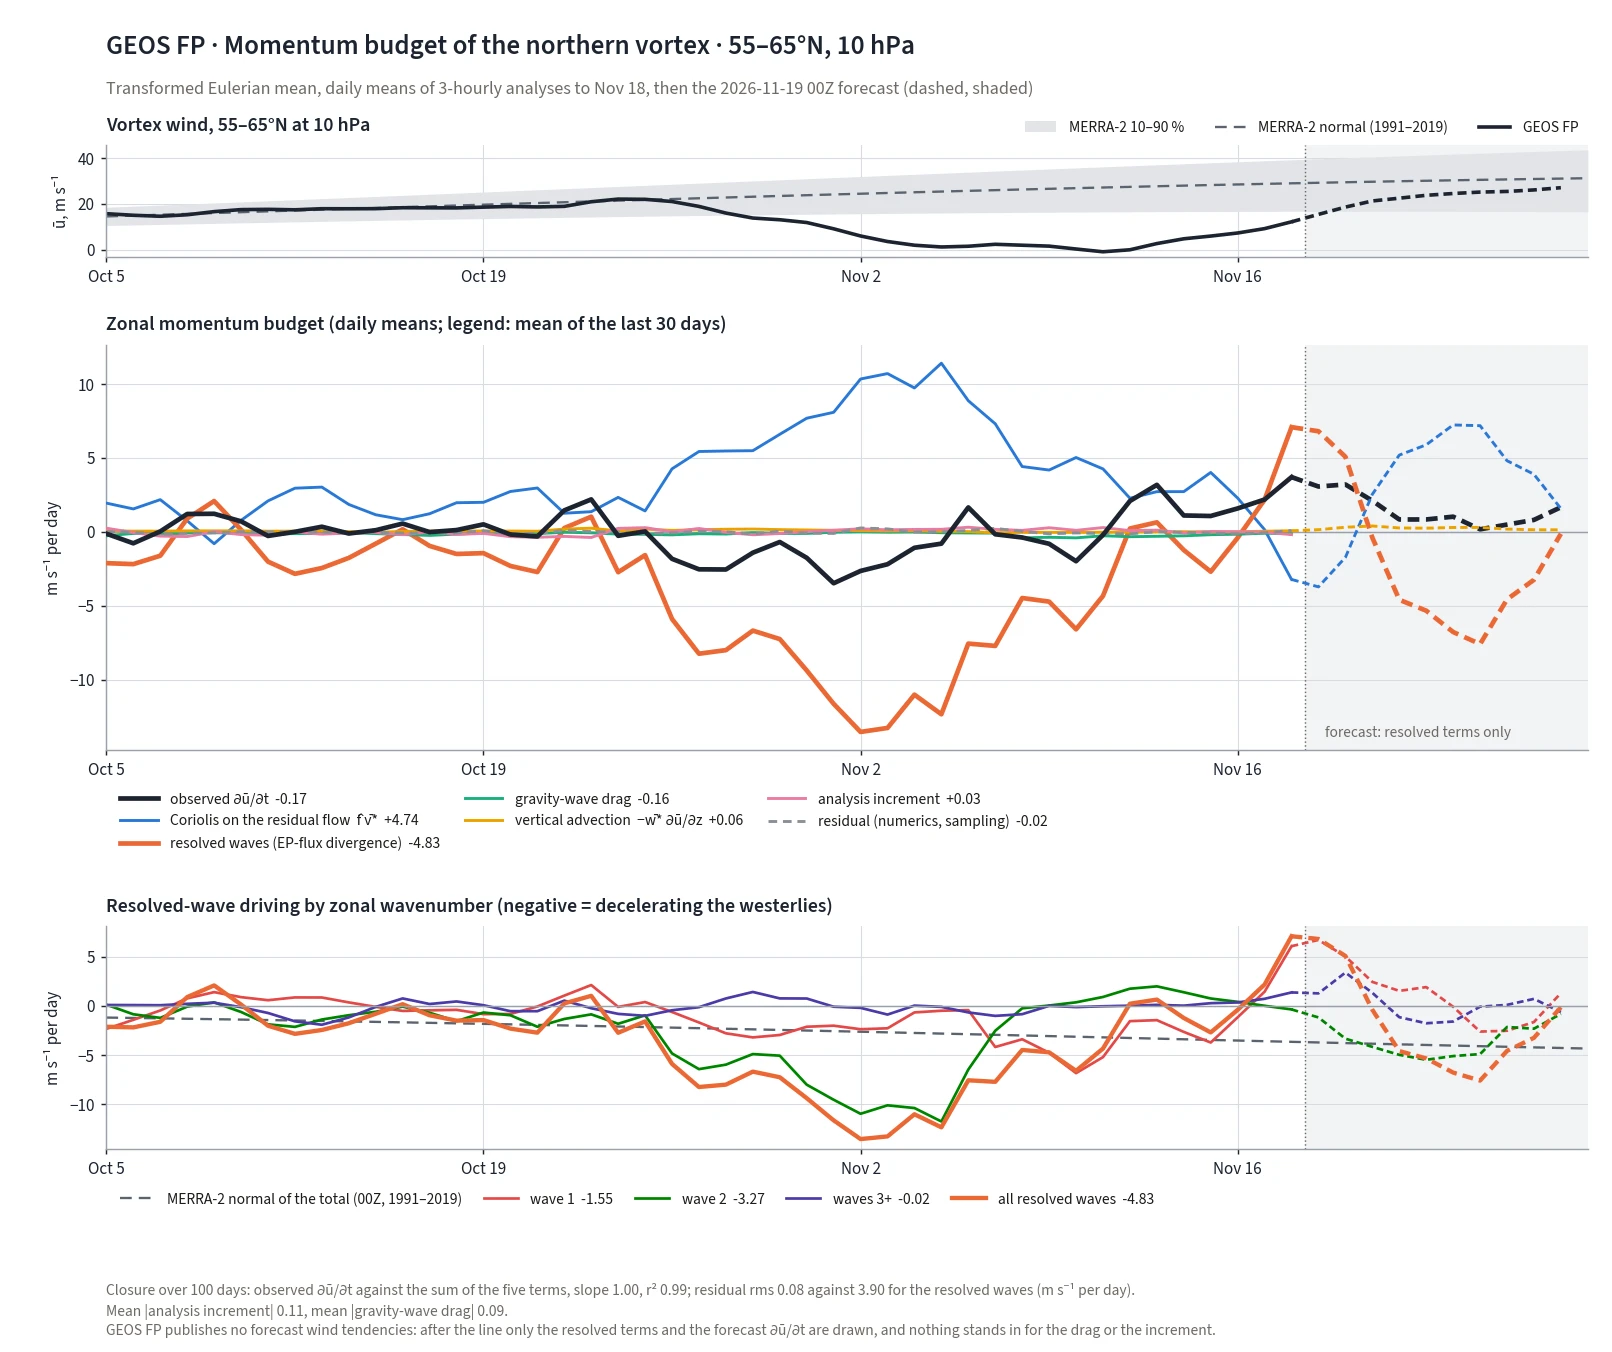 GEOS FP · Momentum budget of the northern vortex · 55–65°N, 10 hPa
Transformed Eulerian mean, daily means of 3-hourly analyses to Nov 18, then the 2026-11-19 00Z forecast (dashed, shaded)
Vortex wind, 55–65°N at 10 hPa
MERRA-2 10–90 % MERRA-2 normal (1991–2019) GEOS FP
40
20
0
ū, m s⁻¹
Oct 5 Oct 19 Nov 2 Nov 16
Zonal momentum budget (daily means; legend: mean of the last 30 days)
10
5
0
−5
−10
m s⁻¹ per day
forecast: resolved terms only
Oct 5 Oct 19 Nov 2 Nov 16
observed ∂ū/∂t -0.17 gravity-wave drag -0.16 analysis increment +0.03
Coriolis on the residual flow f v̄* +4.74 vertical advection −w̄* ∂ū/∂z +0.06 residual (numerics, sampling) -0.02
resolved waves (EP-flux divergence) -4.83
Resolved-wave driving by zonal wavenumber (negative = decelerating the westerlies)
5
0
−5
−10
m s⁻¹ per day
Oct 5 Oct 19 Nov 2 Nov 16
MERRA-2 normal of the total (00Z, 1991–2019) wave 1 -1.55 wave 2 -3.27 waves 3+ -0.02 all resolved waves -4.83
Closure over 100 days: observed ∂ū/∂t against the sum of the five terms, slope 1.00, r² 0.99; residual rms 0.08 against 3.90 for the resolved waves (m s⁻¹ per day).
Mean |analysis increment| 0.11, mean |gravity-wave drag| 0.09.
GEOS FP publishes no forecast wind tendencies: after the line only the resolved terms and the forecast ∂ū/∂t are drawn, and nothing stands in for the drag or the increment.